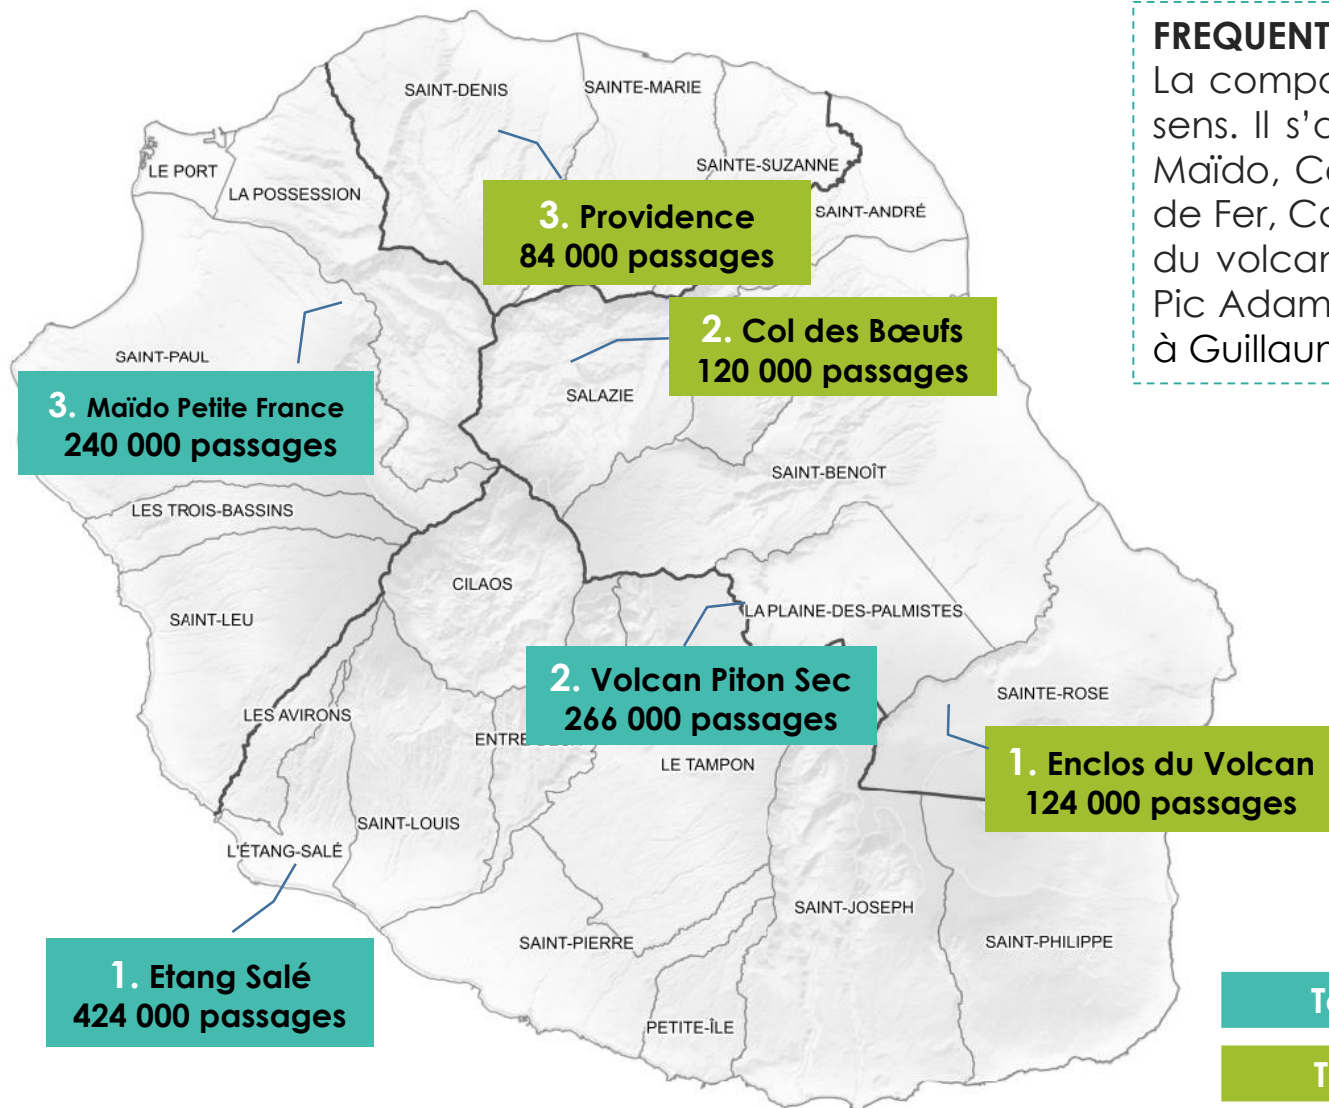 FREQUENT
La compo
sens. Il s'a
Maïdo, Co
de Fer, Co
du volcan
Pic Adam
à Guillaun
SAINT-DENIS
SAINTE-MARIE
SAINTE-SUZANNE
LE PORT
LA POSSESSION
SAINT-ANDRÉ
3. Providence
84 000 passages
2. Col des Bœufs
120 000 passages
SAINT-PAUL
SALAZIE
3. Maïdo Petite France
240 000 passages
SAINT-BENOÎT
LES TROIS-BASSINS
CILAOS
SAINT-LEU
LA PLAINE-DES-PALMISTES
2. Volcan Piton Sec
266 000 passages
SAINTE-ROSE
LES AVIRONS
ENTRE
LE TAMPON
1. Enclos du Volcan
124 000 passages
SAINT-LOUIS
L'ÉTANG-SALÉ
SAINT-JOSEPH
SAINT-PIERRE
SAINT-PHILIPPE
1. Etang Salé
424 000 passages
PETITE-ÎLE
T